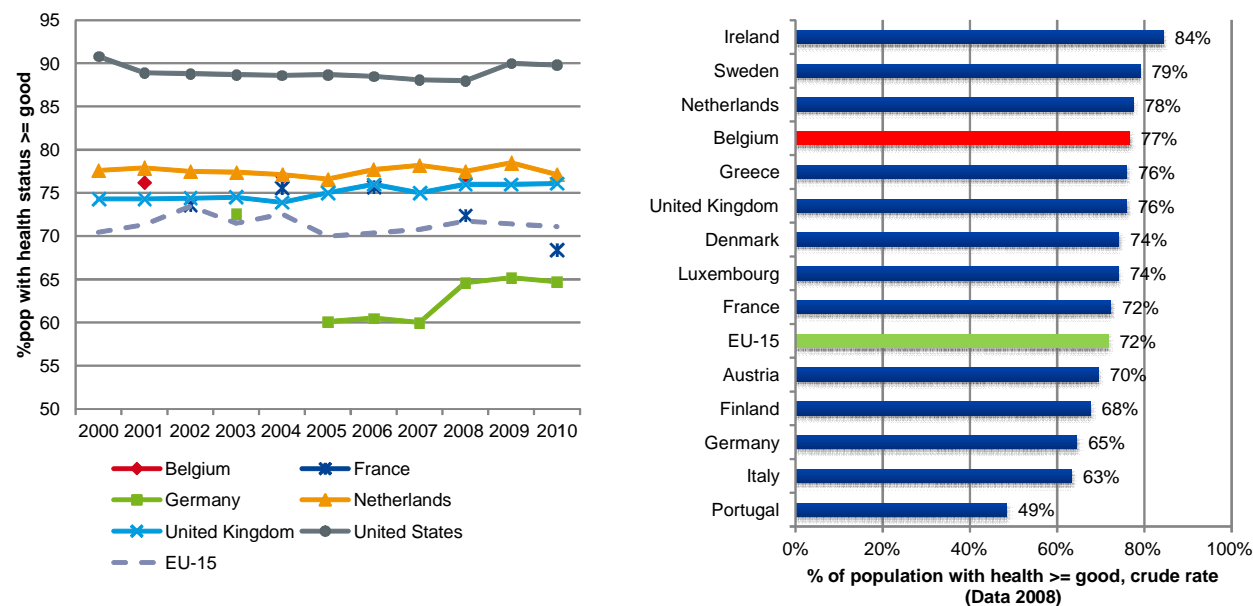 %pop with health status >= good
95
90
85
80
75
70
65
60
55
50
2000 2001 2002 2003 2004 2005 2006 2007 2008 2009 2010
Belgium France
Germany Netherlands
United Kingdom United States
EU-15
Ireland 84%
Sweden 79%
Netherlands 78%
Belgium 77%
Greece 76%
United Kingdom 76%
Denmark 74%
Luxembourg 74%
France 72%
EU-15 72%
Austria 70%
Finland 68%
Germany 65%
Italy 63%
Portugal 49%
0% 20% 40% 60% 80% 100%
% of population with health >= good, crude rate
(Data 2008)